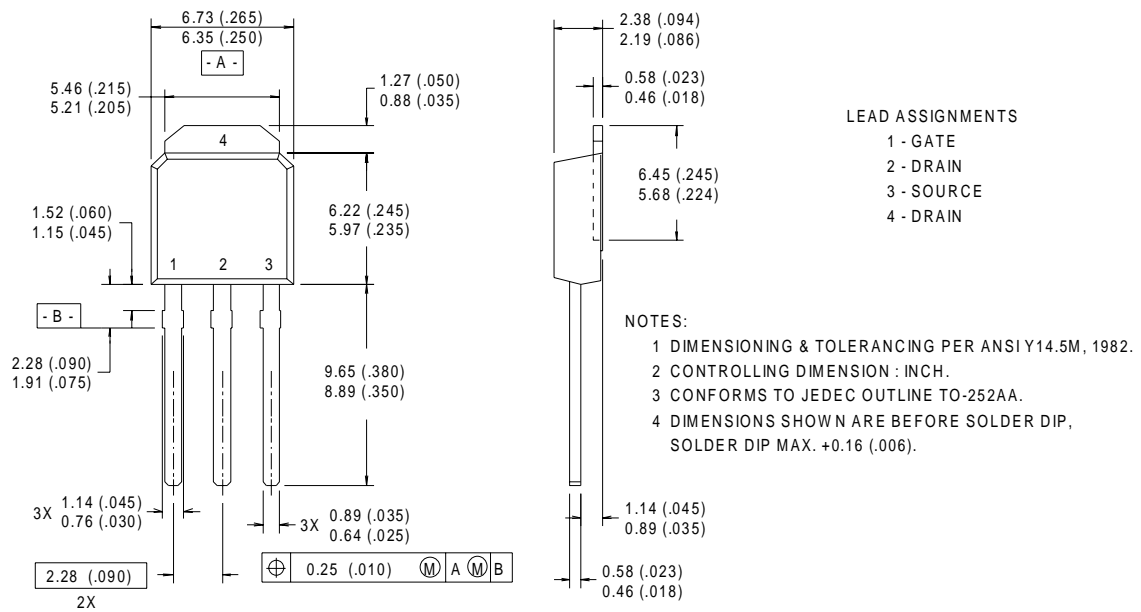 6.73 (.265)
6.35 (.250)
- A -
5.46 (.215)
5.21 (.205)
1.27 (.050)
0.88 (.035)
4
1.52 (.060)
1.15 (.045)
6.22 (.245)
5.97 (.235)
1 2 3
- B -
2.28 (.090)
1.91 (.075)
9.65 (.380)
8.89 (.350)
3X 1.14 (.045)
0.76 (.030)
3X 0.89 (.035)
0.64 (.025)
2.28 (.090)
2X
⌖ 0.25 (.010) Ⓜ A Ⓜ B
2.38 (.094)
2.19 (.086)
0.58 (.023)
0.46 (.018)
6.45 (.245)
5.68 (.224)
1.14 (.045)
0.89 (.035)
0.58 (.023)
0.46 (.018)
LEAD ASSIGNMENTS
1 - GATE
2 - DRAIN
3 - SOURCE
4 - DRAIN
NOTES:
1 DIMENSIONING & TOLERANCING PER ANSI Y14.5M, 1982.
2 CONTROLLING DIMENSION : INCH.
3 CONFORMS TO JEDEC OUTLINE TO-252AA.
4 DIMENSIONS SHOWN ARE BEFORE SOLDER DIP,
SOLDER DIP MAX. +0.16 (.006).